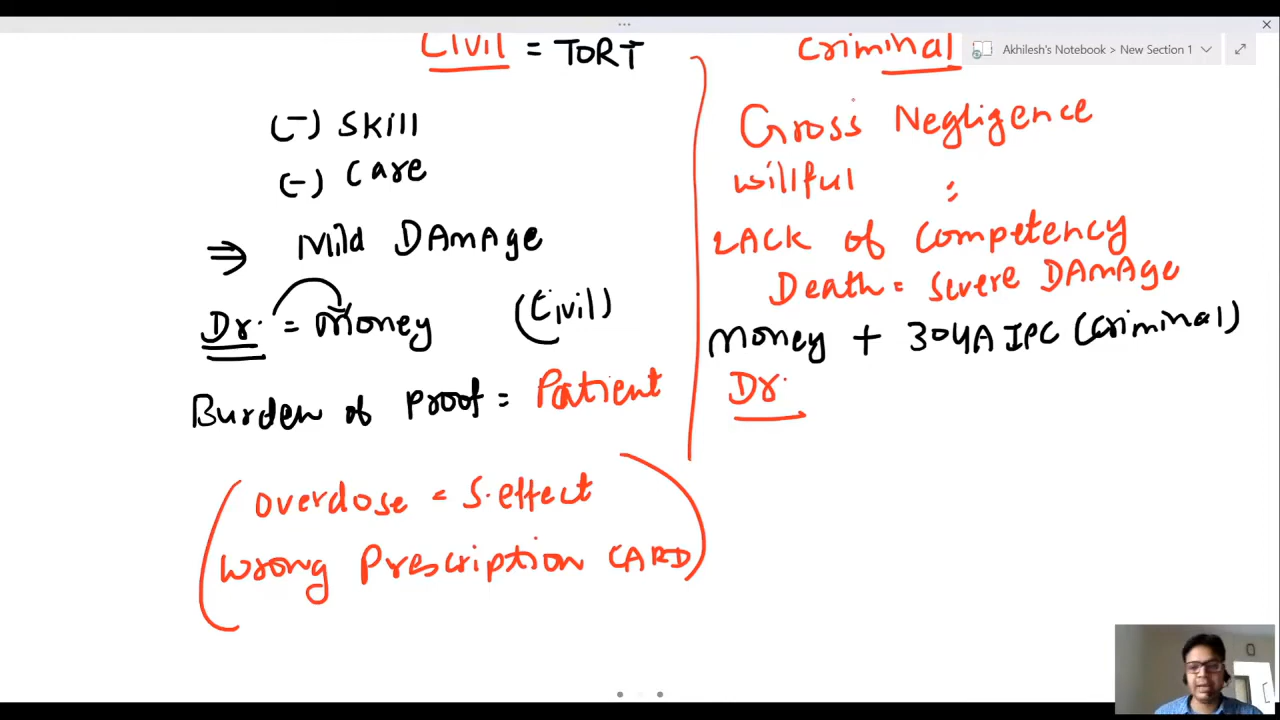 Akhilesh's Notebook > New Section 1
Civil = TORT
(-) Skill
(-) Care
⇒ Mild DAmAge
Dr. = Money (Civil)
Burden of Proof = Patient
(Overdose = S.effect
Wrong Prescription CARD)
Criminal
Gross Negligence
Willful "
LACK of Competency
Death = Severe DAmAge
Money + 304A IPC (Criminal)
Dr.